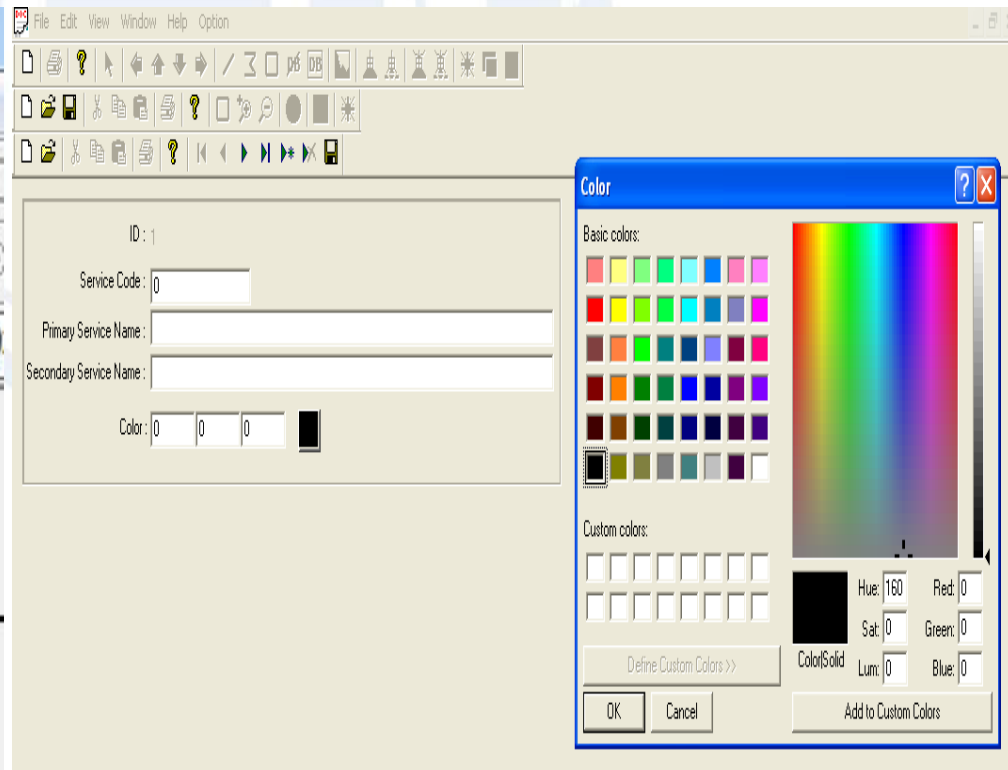 File Edit View Window Help Option
DB
Color
ID : 1
Service Code : 0
Primary Service Name :
Secondary Service Name :
Color : 0 0 0
Basic colors:
Custom colors:
Define Custom Colors >>
OK Cancel
Hue: 160 Red: 0
Sat: 0 Green: 0
Color|Solid
Lum: 0 Blue: 0
Add to Custom Colors